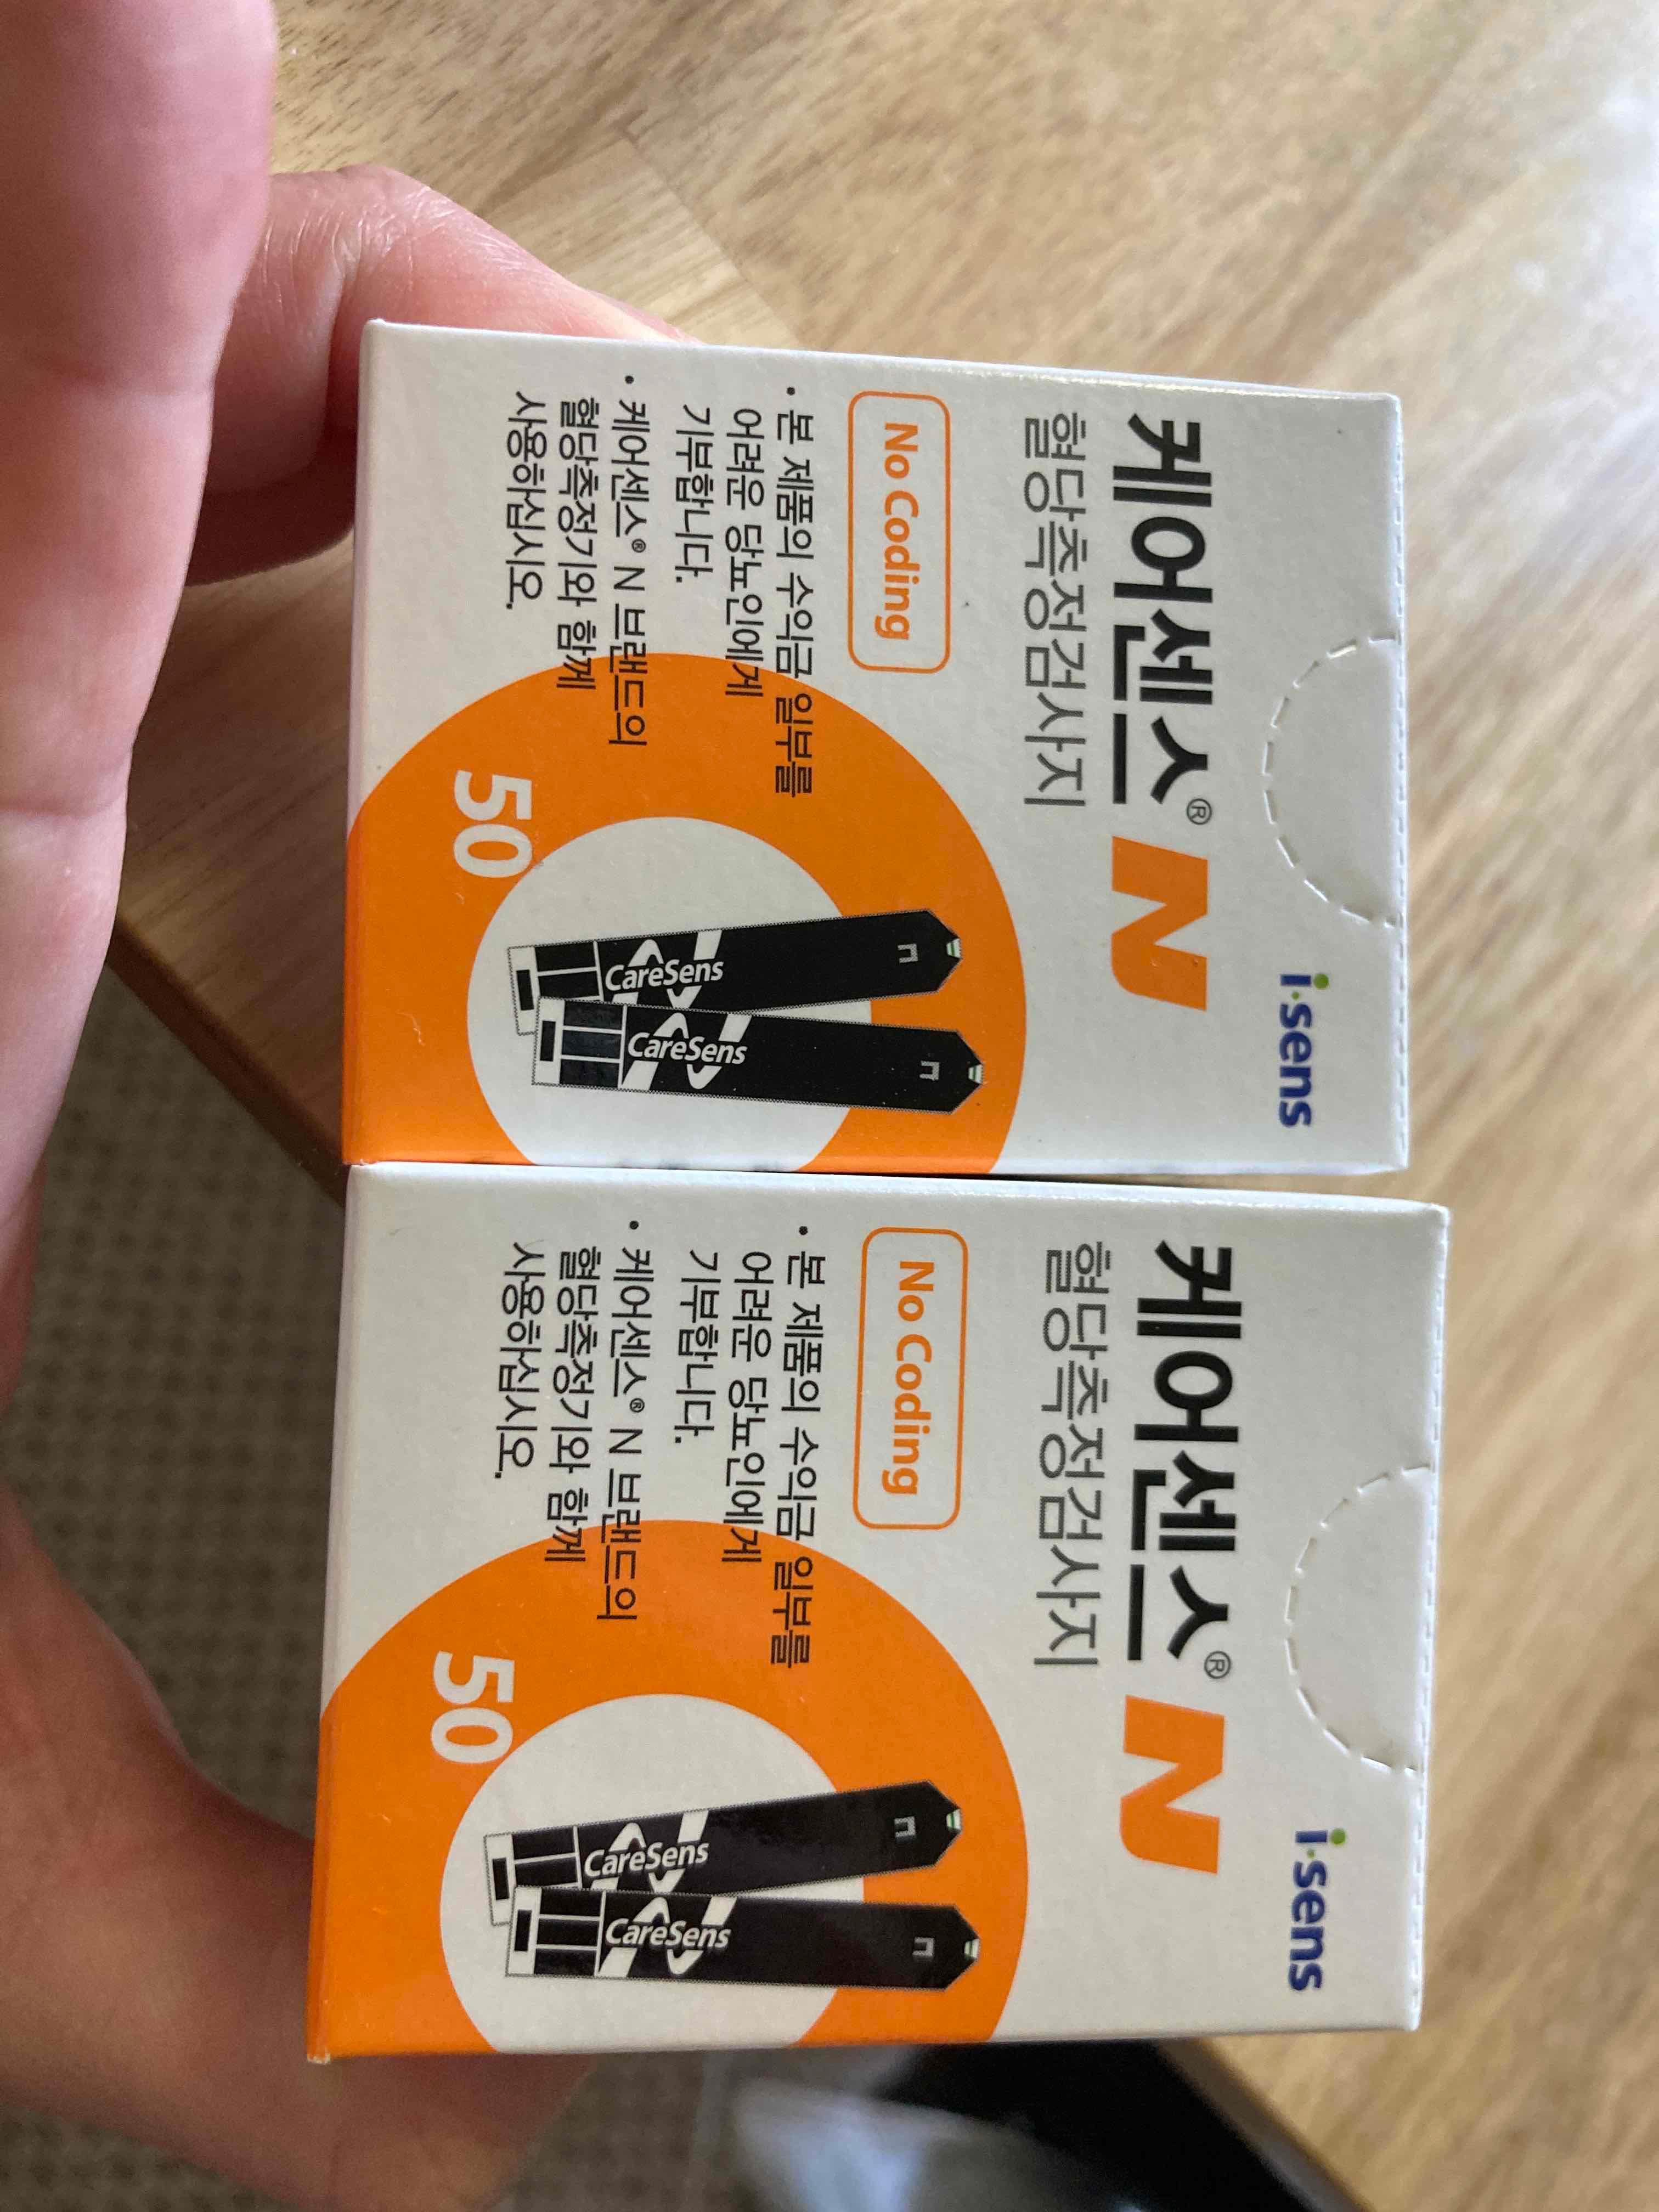 i·sens
케어센스® N
혈당측정검사지
No Coding
• 본 제품의 수익금 일부를
어려운 당뇨인에게
기부합니다.
• 케어센스® N 브랜드의
혈당측정기와 함께
사용하십시오.
50
n
CareSens
N
n
CareSens
N
i·sens
케어센스® N
혈당측정검사지
No Coding
• 본 제품의 수익금 일부를
어려운 당뇨인에게
기부합니다.
• 케어센스® N 브랜드의
혈당측정기와 함께
사용하십시오.
50
n
CareSens
N
n
CareSens
N